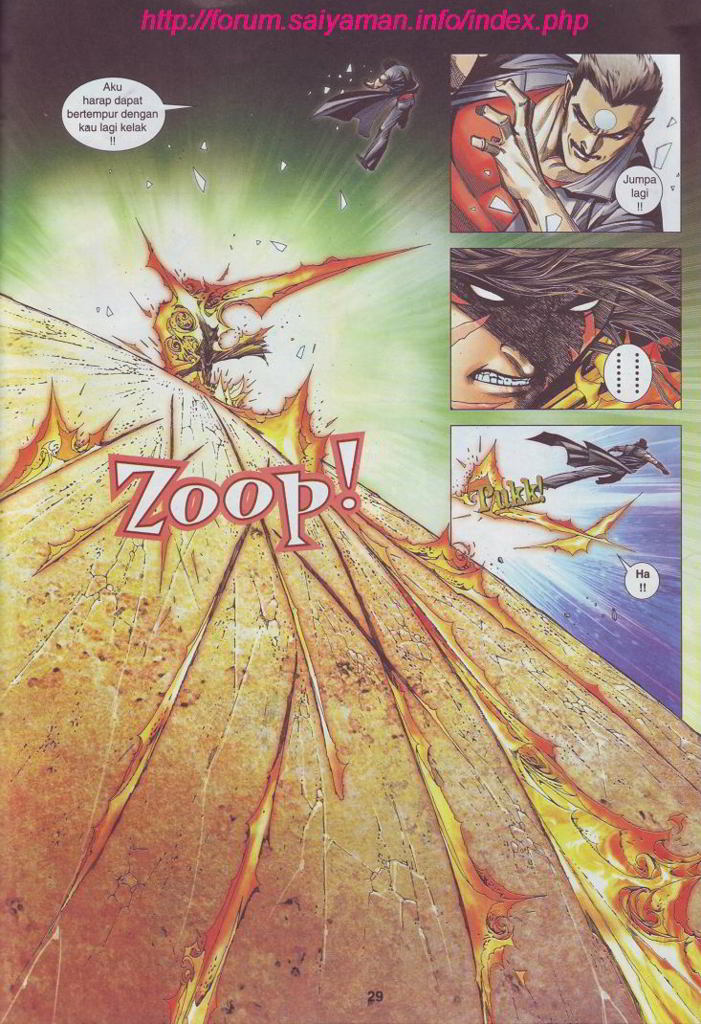 http://forum.saiyaman.info/index.php
Aku
harap dapat
bertempur dengan
kau lagi kelak
!!
Jumpa
lagi
!!
Zoop!
Tukk!
Ha
!!
29